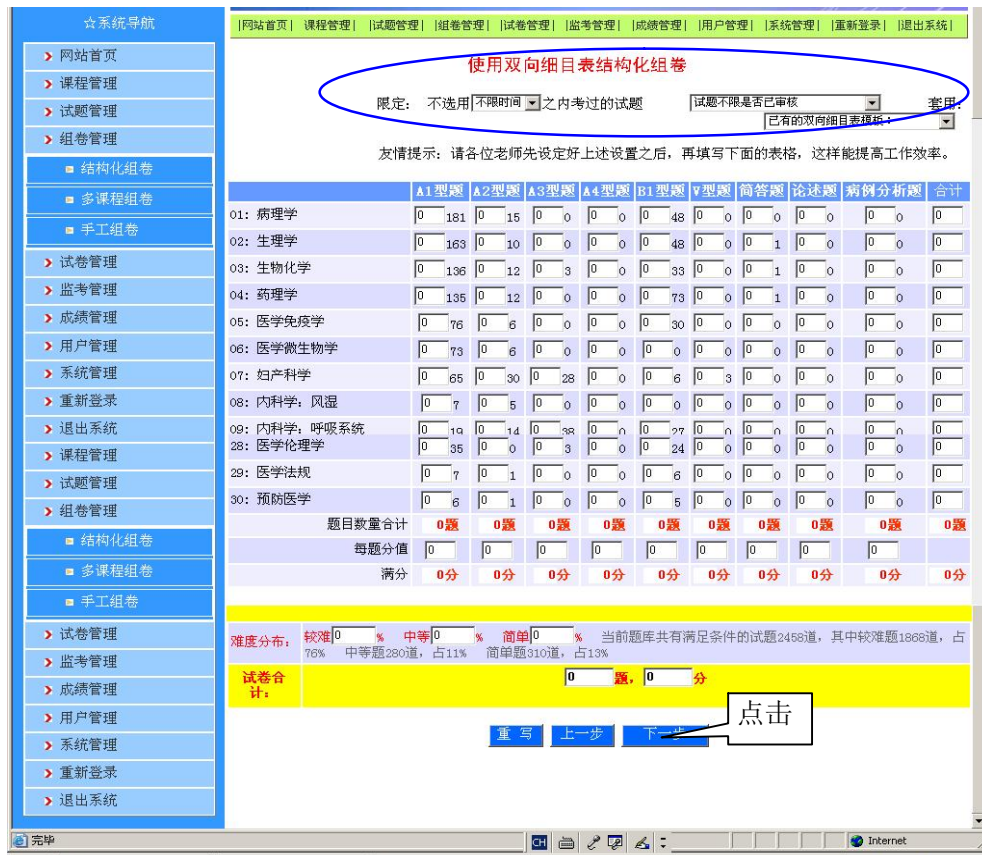 ☆系统导航
网站首页
课程管理
试题管理
组卷管理
结构化组卷
多课程组卷
手工组卷
试卷管理
监考管理
成绩管理
用户管理
系统管理
重新登录
退出系统
课程管理
试题管理
组卷管理
结构化组卷
多课程组卷
手工组卷
试卷管理
监考管理
成绩管理
用户管理
系统管理
重新登录
退出系统
|网站首页| 课程管理| |试题管理| |组卷管理| |试卷管理| |监考管理| |成绩管理| |用户管理| |系统管理| |重新登录| |退出系统|
使用双向细目表结构化组卷
限定: 不选用 不限时间 之内考过的试题 试题不限是否已审核 套用:
已有的双向细目表模板:
友情提示: 请各位老师先设定好上述设置之后, 再填写下面的表格, 这样能提高工作效率。
A1型题 A2型题 A3型题 A4型题 B1型题 V型题 简答题 论述题 病例分析题 合计
01: 病理学 0 181 0 15 0 0 0 0 0 48 0 0 0 0 0 0 0 0 0
02: 生理学 0 163 0 10 0 0 0 0 0 48 0 0 0 1 0 0 0 0 0
03: 生物化学 0 136 0 12 0 3 0 0 0 33 0 0 0 1 0 0 0 0 0
04: 药理学 0 135 0 12 0 0 0 0 0 73 0 0 0 1 0 0 0 0 0
05: 医学免疫学 0 76 0 6 0 0 0 0 0 30 0 0 0 0 0 0 0 0 0
06: 医学微生物学 0 73 0 6 0 0 0 0 0 0 0 0 0 0 0 0 0 0 0
07: 妇产科学 0 65 0 30 0 28 0 0 0 6 0 3 0 0 0 0 0 0 0
08: 内科学: 风湿 0 7 0 5 0 0 0 0 0 0 0 0 0 0 0 0 0 0 0
09: 内科学: 呼吸系统 0 19 0 14 0 38 0 0 0 27 0 0 0 0 0 0 0 0 0
28: 医学伦理学 0 35 0 0 0 3 0 0 0 24 0 0 0 0 0 0 0 0 0
29: 医学法规 0 7 0 1 0 0 0 0 0 6 0 0 0 0 0 0 0 0 0
30: 预防医学 0 6 0 1 0 0 0 0 0 5 0 0 0 0 0 0 0 0 0
题目数量合计 0题 0题 0题 0题 0题 0题 0题 0题 0题 0题
每题分值 0 0 0 0 0 0 0 0 0
满分 0分 0分 0分 0分 0分 0分 0分 0分 0分 0分
难度分布: 较难 0 % 中等 0 % 简单 0 % 当前题库共有满足条件的试题2458道, 其中较难题1868道, 占
76% 中等题280道, 占11% 简单题310道, 占13%
试卷合
计:
0 题, 0 分
点击
重 写 上一步 下一步
完毕 CH Internet